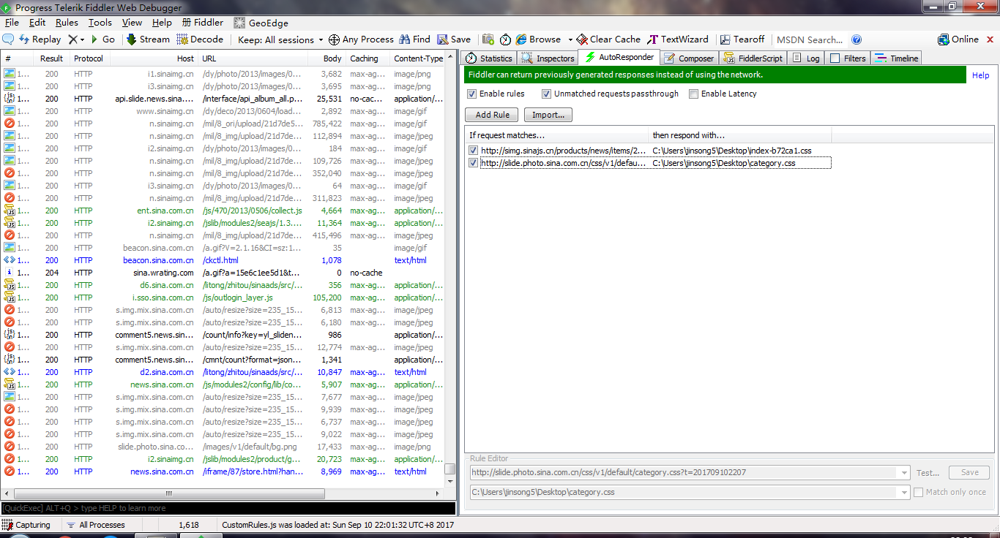 Progress Telerik Fiddler Web Debugger
File Edit Rules Tools View Help Fiddler GeoEdge
Replay Go Stream Decode Keep: All sessions Any Process Find Save Browse Clear Cache TextWizard Tearoff MSDN Search... Online
# Result Protocol Host URL Body Caching Content-Type
1... 200 HTTP i1.sinaimg.cn /dy/photo/2013/images/0... 3,682 max-ag... image/png
1... 200 HTTP i3.sinaimg.cn /dy/photo/2013/images/0... 3,695 max-ag... image/png
1... 200 HTTP api.slide.news.sina.... /interface/api_album_all.p... 25,531 no-cac... application/...
1... 200 HTTP www.sinaimg.cn /dy/deco/2013/0604/load... 2,892 max-ag... image/gif
1... 200 HTTP n.sinaimg.cn /mil/8_ori/upload/21d7de5... 785,422 max-ag... image/gif
1... 200 HTTP n.sinaimg.cn /mil/8_img/upload/21d7de... 112,894 max-ag... image/jpeg
1... 200 HTTP i2.sinaimg.cn /dy/photo/2013/images/0... 184 max-ag... image/gif
1... 200 HTTP n.sinaimg.cn /mil/8_img/upload/21d7de... 109,726 max-ag... image/jpeg
1... 200 HTTP n.sinaimg.cn /mil/8_img/upload/21d7de... 352,040 max-ag... image/jpeg
1... 200 HTTP i3.sinaimg.cn /dy/photo/2013/images/0... 64 max-ag... image/gif
1... 200 HTTP n.sinaimg.cn /mil/8_img/upload/21d7de... 311,823 max-ag... image/jpeg
1... 200 HTTP ent.sina.com.cn /js/470/2013/0506/collect.js 4,664 max-ag... application/...
1... 200 HTTP i2.sinaimg.cn /jslib/modules2/seajs/1.3.... 11,364 max-ag... application/...
1... 200 HTTP n.sinaimg.cn /mil/8_img/upload/21d7de... 415,496 max-ag... image/jpeg
1... 200 HTTP beacon.sina.com.cn /a.gif?V=2.1.16&CI=sz:1... 35 image/gif
1... 200 HTTP beacon.sina.com.cn /ckctl.html 1,078 text/html
1... 204 HTTP sina.wrating.com /a.gif?a=15e6c1ee5d1&t... 0 no-cache
1... 200 HTTP d6.sina.com.cn /litong/zhitou/sinaads/src/... 356 max-ag... application/...
1... 200 HTTP i.sso.sina.com.cn /js/outlogin_layer.js 105,200 max-ag... application/...
1... 200 HTTP s.img.mix.sina.com.cn /auto/resize?size=235_15... 6,813 max-ag... image/jpeg
1... 200 HTTP s.img.mix.sina.com.cn /auto/resize?size=235_15... 6,180 max-ag... image/jpeg
1... 200 HTTP comment5.news.sin... /count/info?key=yl_sliden... 986 application/...
1... 200 HTTP s.img.mix.sina.com.cn /auto/resize?size=235_15... 12,774 max-ag... image/jpeg
1... 200 HTTP comment5.news.sin... /cmnt/count?format=json... 1,341 application/...
1... 200 HTTP d2.sina.com.cn /litong/zhitou/sinaads/src/... 10,847 max-ag... text/html
1... 200 HTTP news.sina.com.cn /js/modules2/config/lib/co... 5,907 max-ag... application/...
1... 200 HTTP s.img.mix.sina.com.cn /auto/resize?size=235_15... 7,677 max-ag... image/jpeg
1... 200 HTTP s.img.mix.sina.com.cn /auto/resize?size=235_15... 9,939 max-ag... image/jpeg
1... 200 HTTP s.img.mix.sina.com.cn /auto/resize?size=235_15... 6,737 max-ag... image/jpeg
1... 200 HTTP s.img.mix.sina.com.cn /auto/resize?size=235_15... 9,022 max-ag... image/jpeg
1... 200 HTTP slide.photo.sina.co... /images/v1/default/bg.png 17,433 max-ag... image/png
1... 200 HTTP i2.sinaimg.cn /jslib/modules2/product/g... 20,723 max-ag... application/...
1... 200 HTTP news.sina.com.cn /iframe/87/store.html?han... 8,969 max-ag... text/html
[QuickExec] ALT+Q > type HELP to learn more
Statistics Inspectors AutoResponder Composer FiddlerScript Log Filters Timeline
Fiddler can return previously generated responses instead of using the network. Help
Enable rules Unmatched requests passthrough Enable Latency
Add Rule Import...
If request matches... then respond with...
http://simg.sinajs.cn/products/news/items/2... C:\Users\jinsong5\Desktop\index-b72ca1.css
http://slide.photo.sina.com.cn/css/v1/defau... C:\Users\jinsong5\Desktop\category.css
Rule Editor
http://slide.photo.sina.com.cn/css/v1/default/category.css?t=201709102207 Test... Save
C:\Users\jinsong5\Desktop\category.css Match only once
Capturing All Processes 1,618 CustomRules.js was loaded at: Sun Sep 10 22:01:32 UTC+8 2017